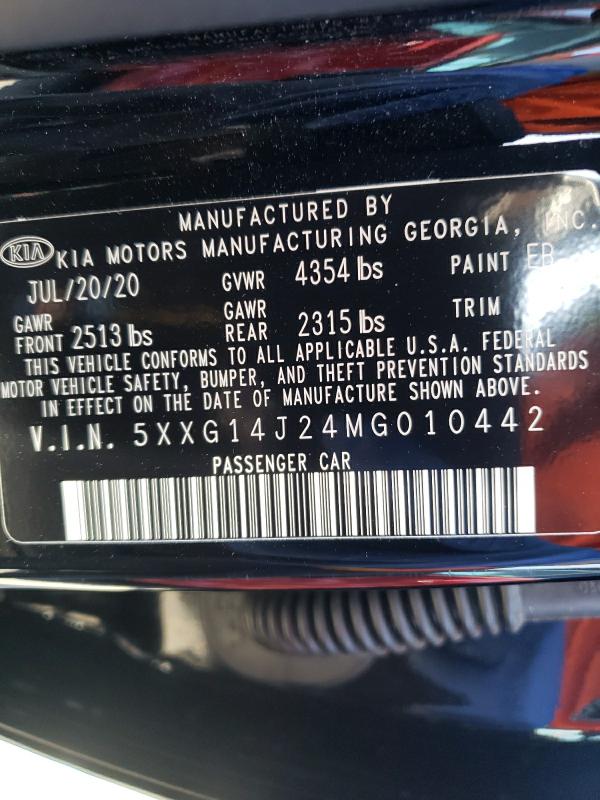 MANUFACTURED BY
KIA KIA MOTORS MANUFACTURING GEORGIA, INC.
JUL/20/20 GVWR 4354 lbs PAINT EB
GAWR FRONT 2513 lbs GAWR REAR 2315 lbs TRIM
THIS VEHICLE CONFORMS TO ALL APPLICABLE U.S.A. FEDERAL
MOTOR VEHICLE SAFETY, BUMPER, AND THEFT PREVENTION STANDARDS
IN EFFECT ON THE DATE OF MANUFACTURE SHOWN ABOVE.
V.I.N. 5XXG14J24MG010442
PASSENGER CAR